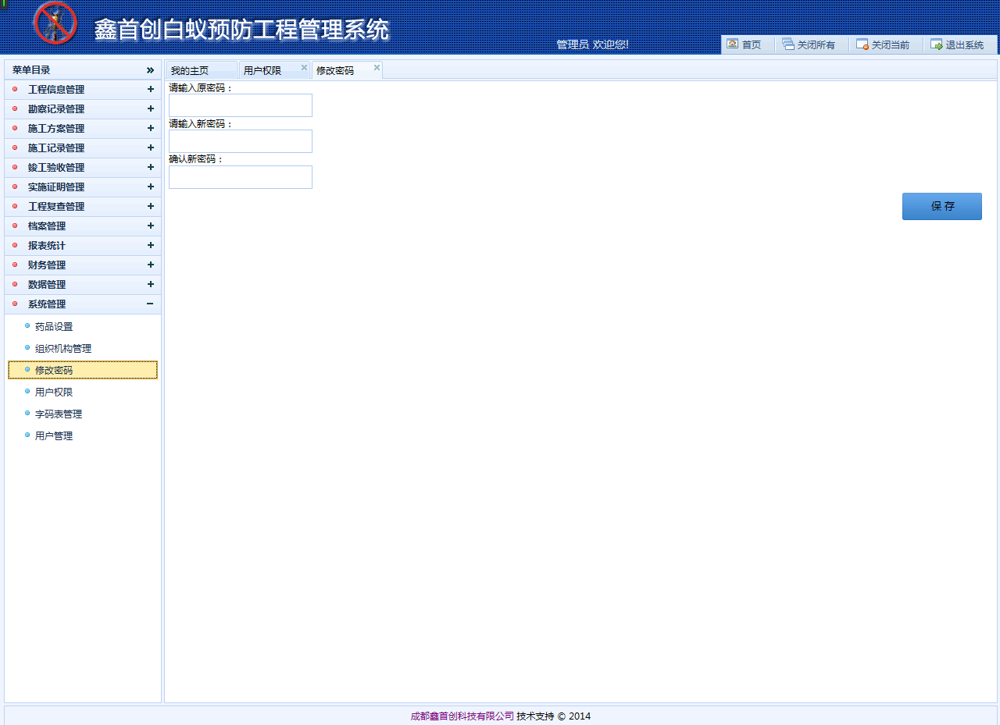 鑫首创白蚁预防工程管理系统
管理员 欢迎您!
首页 关闭所有 关闭当前 退出系统
菜单目录
工程信息管理
勘察记录管理
施工方案管理
施工记录管理
竣工验收管理
实施证明管理
工程复查管理
档案管理
报表统计
财务管理
数据管理
系统管理
药品设置
组织机构管理
修改密码
用户权限
字码表管理
用户管理
我的主页 用户权限 修改密码
请输入原密码：
请输入新密码：
确认新密码：
保 存
成都鑫首创科技有限公司 技术支持 © 2014